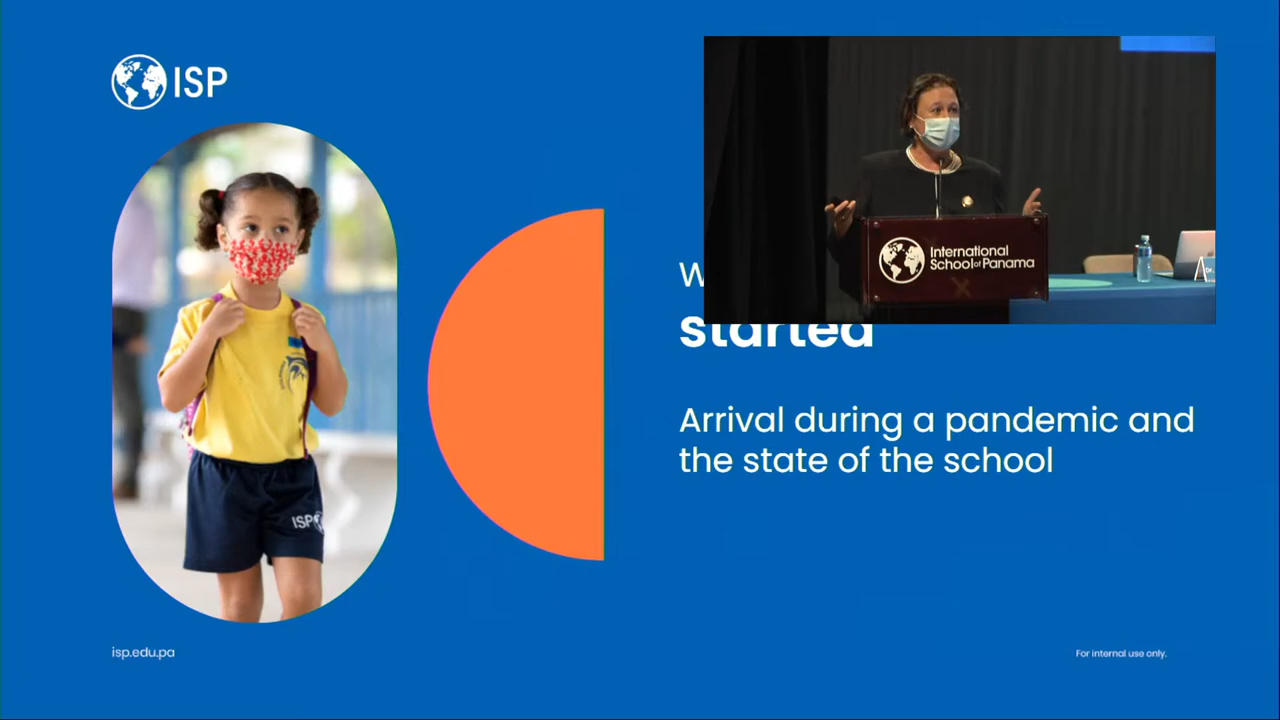 ISP
International
School of Panama
started
Arrival during a pandemic and
the state of the school
ISP
isp.edu.pa
For internal use only.